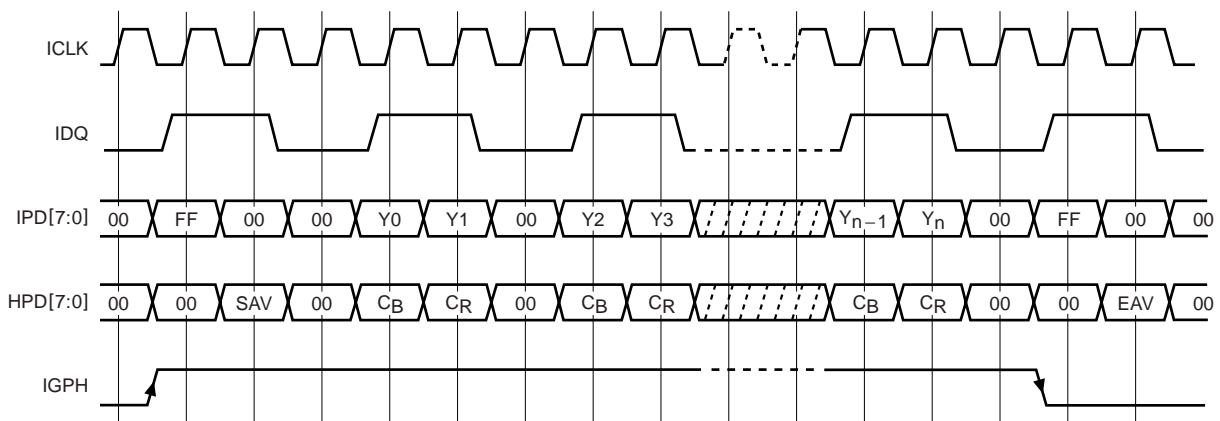 ICLK
IDQ
IPD[7:0] 00 FF 00 00 Y0 Y1 00 Y2 Y3 Yn−1 Yn 00 FF 00 00
HPD[7:0] 00 00 SAV 00 CB CR 00 CB CR CB CR 00 00 EAV 00
IGPH